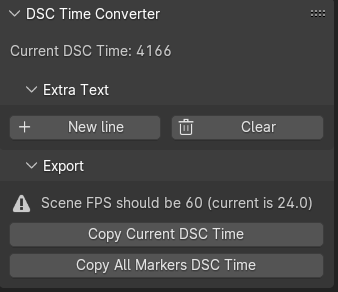 DSC Time Converter
Current DSC Time: 4166
Extra Text
New line
Clear
Export
Scene FPS should be 60 (current is 24.0)
Copy Current DSC Time
Copy All Markers DSC Time